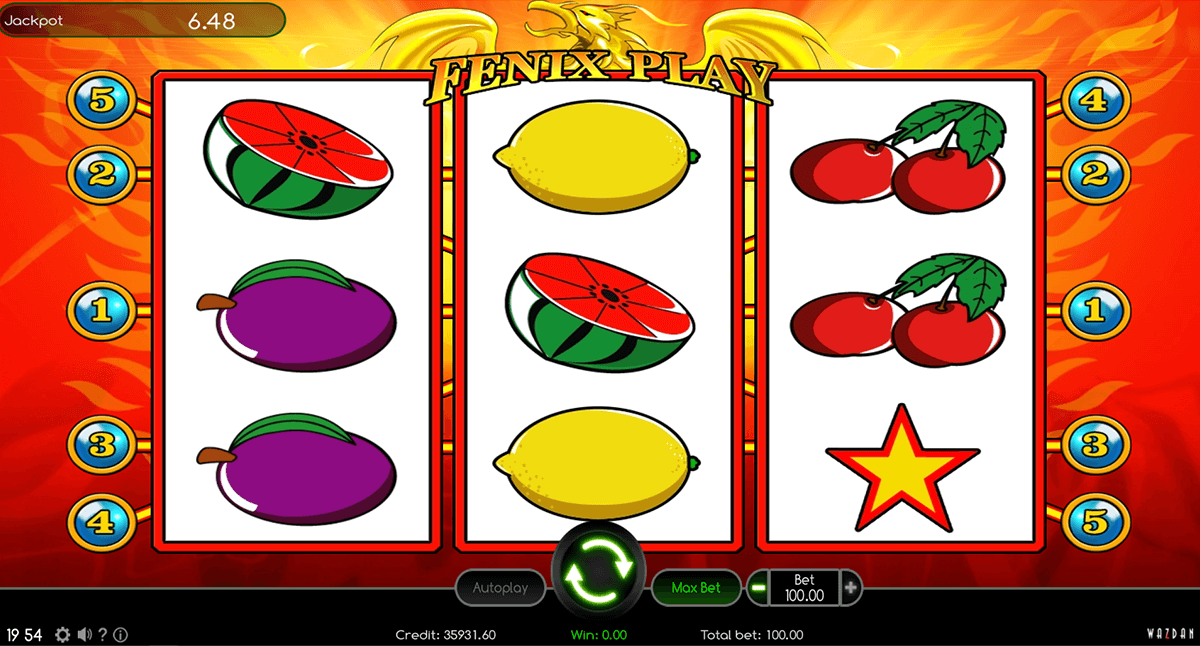 Jackpot 6.48
FENIX PLAY
5 4
2 2
1 1
3 3
4 5
Autoplay Max Bet Bet
100.00
19 54 ? i Credit: 35931.60 Win: 0.00 Total bet: 100.00 WAZDAN